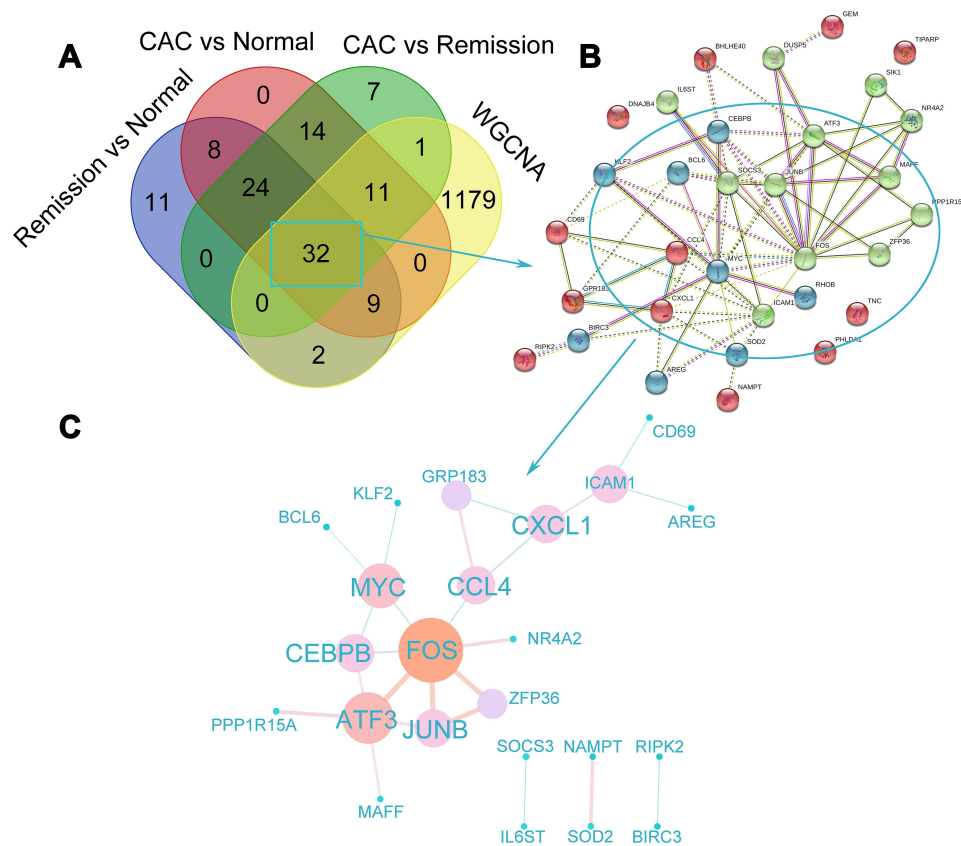 A
CAC vs Normal
CAC vs Remission
Remission vs Normal
WGCNA
0
7
14
1
8
24
11
11
1179
0
32
0
0
9
2
B
GEM
BHLHE40
DUSP5
TIPARP
SIK1
IL6ST
DNAJB4
CEBPB
ATF3
NR4A2
KLF2
BCL6
SOCS3
JUNB
MAFF
PPP1R15
CD69
CCL4
MYC
FOS
ZFP36
GPR183
CXCL1
ICAM1
RHOB
TNC
BIRC3
RIPK2
SOD2
PHLDA1
AREG
NAMPT
C
CD69
GRP183
ICAM1
KLF2
BCL6
CXCL1
AREG
MYC
CCL4
CEBPB
FOS
NR4A2
ZFP36
PPP1R15A
ATF3
JUNB
SOCS3
NAMPT
RIPK2
MAFF
IL6ST
SOD2
BIRC3